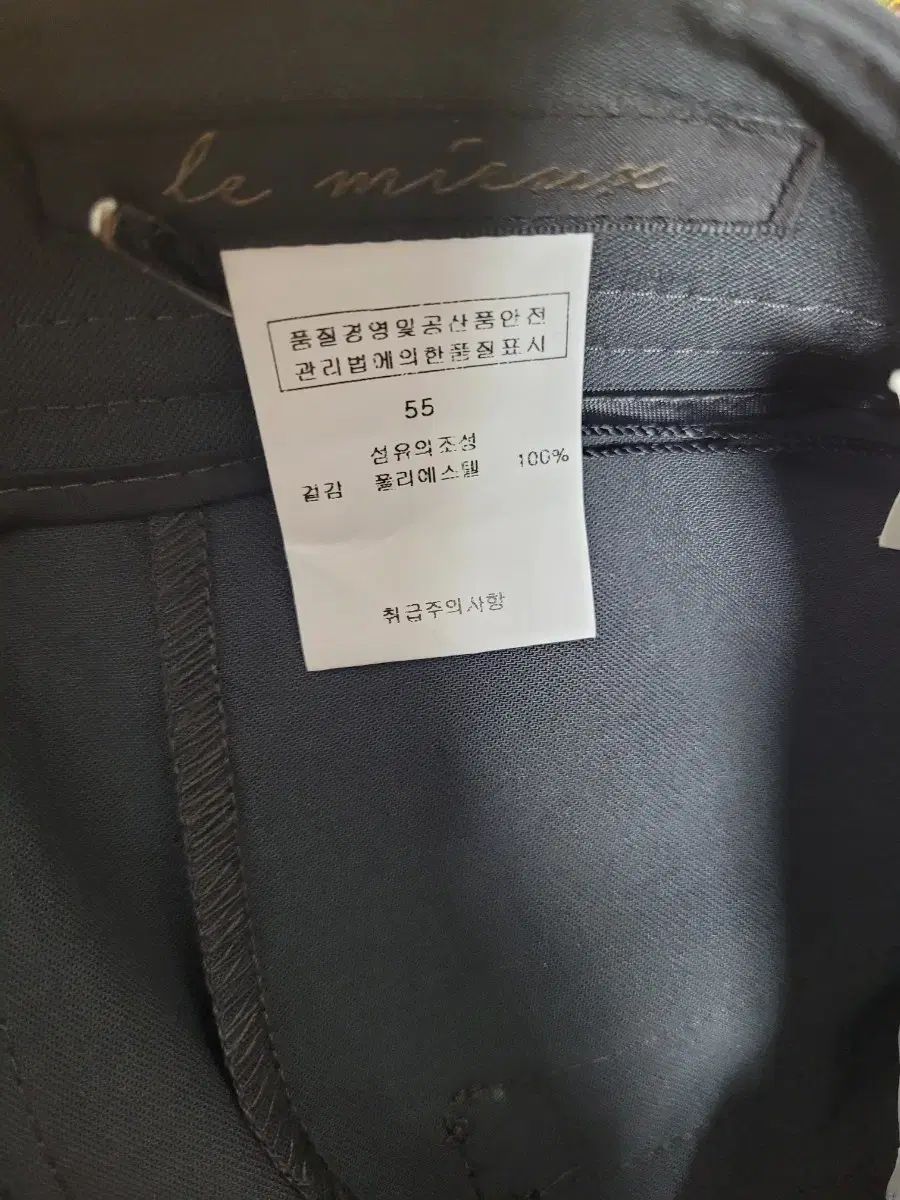 le mieux
품질경영및공산품안전
관리법에의한품질표시
55
섬유의조성
겉감 폴리에스텔 100%
취급주의사항